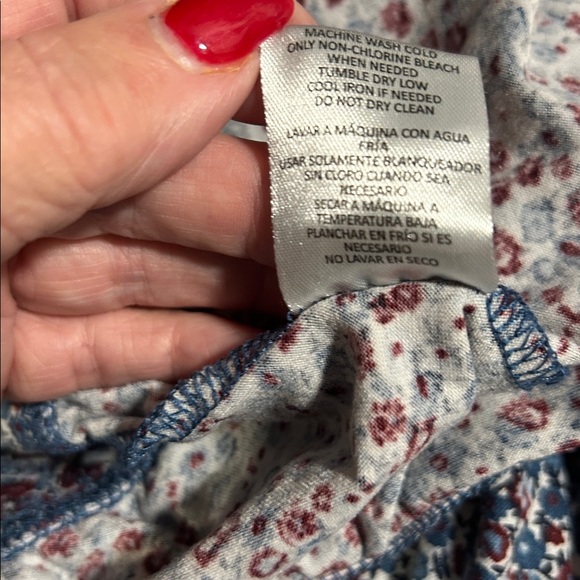 MACHINE WASH COLD
ONLY NON-CHLORINE BLEACH
WHEN NEEDED
TUMBLE DRY LOW
COOL IRON IF NEEDED
DO NOT DRY CLEAN
LAVAR A MÁQUINA CON AGUA
FRÍA
USAR SOLAMENTE BLANQUEADOR
SIN CLORO CUANDO SEA
NECESARIO
SECAR A MÁQUINA A
TEMPERATURA BAJA
PLANCHAR EN FRÍO SI ES
NECESARIO
NO LAVAR EN SECO